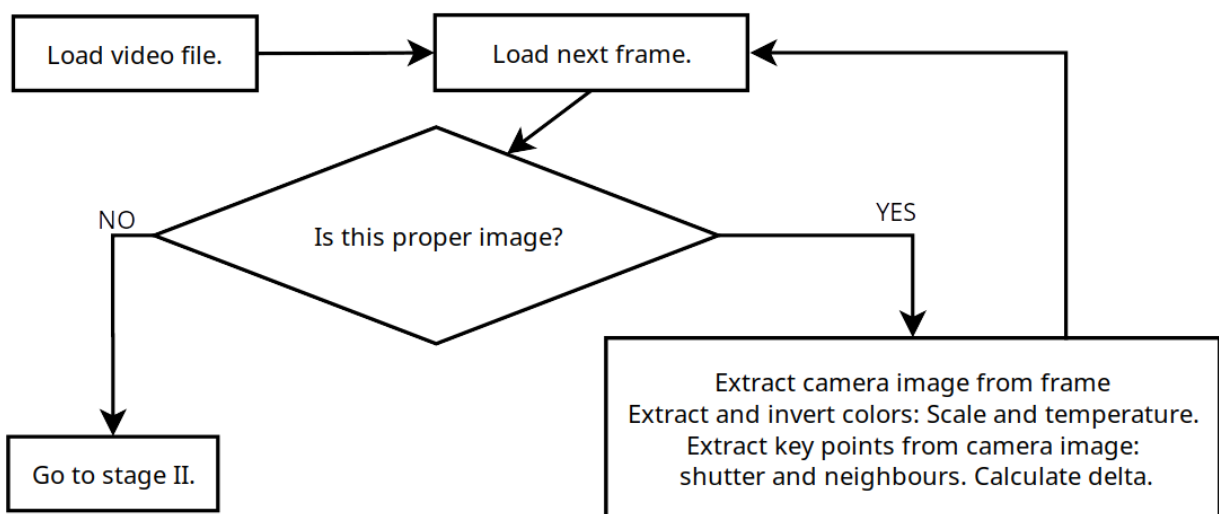 Load video file.
Load next frame.
NO
YES
Is this proper image?
Extract camera image from frame
Extract and invert colors: Scale and temperature.
Extract key points from camera image:
shutter and neighbours. Calculate delta.
Go to stage II.